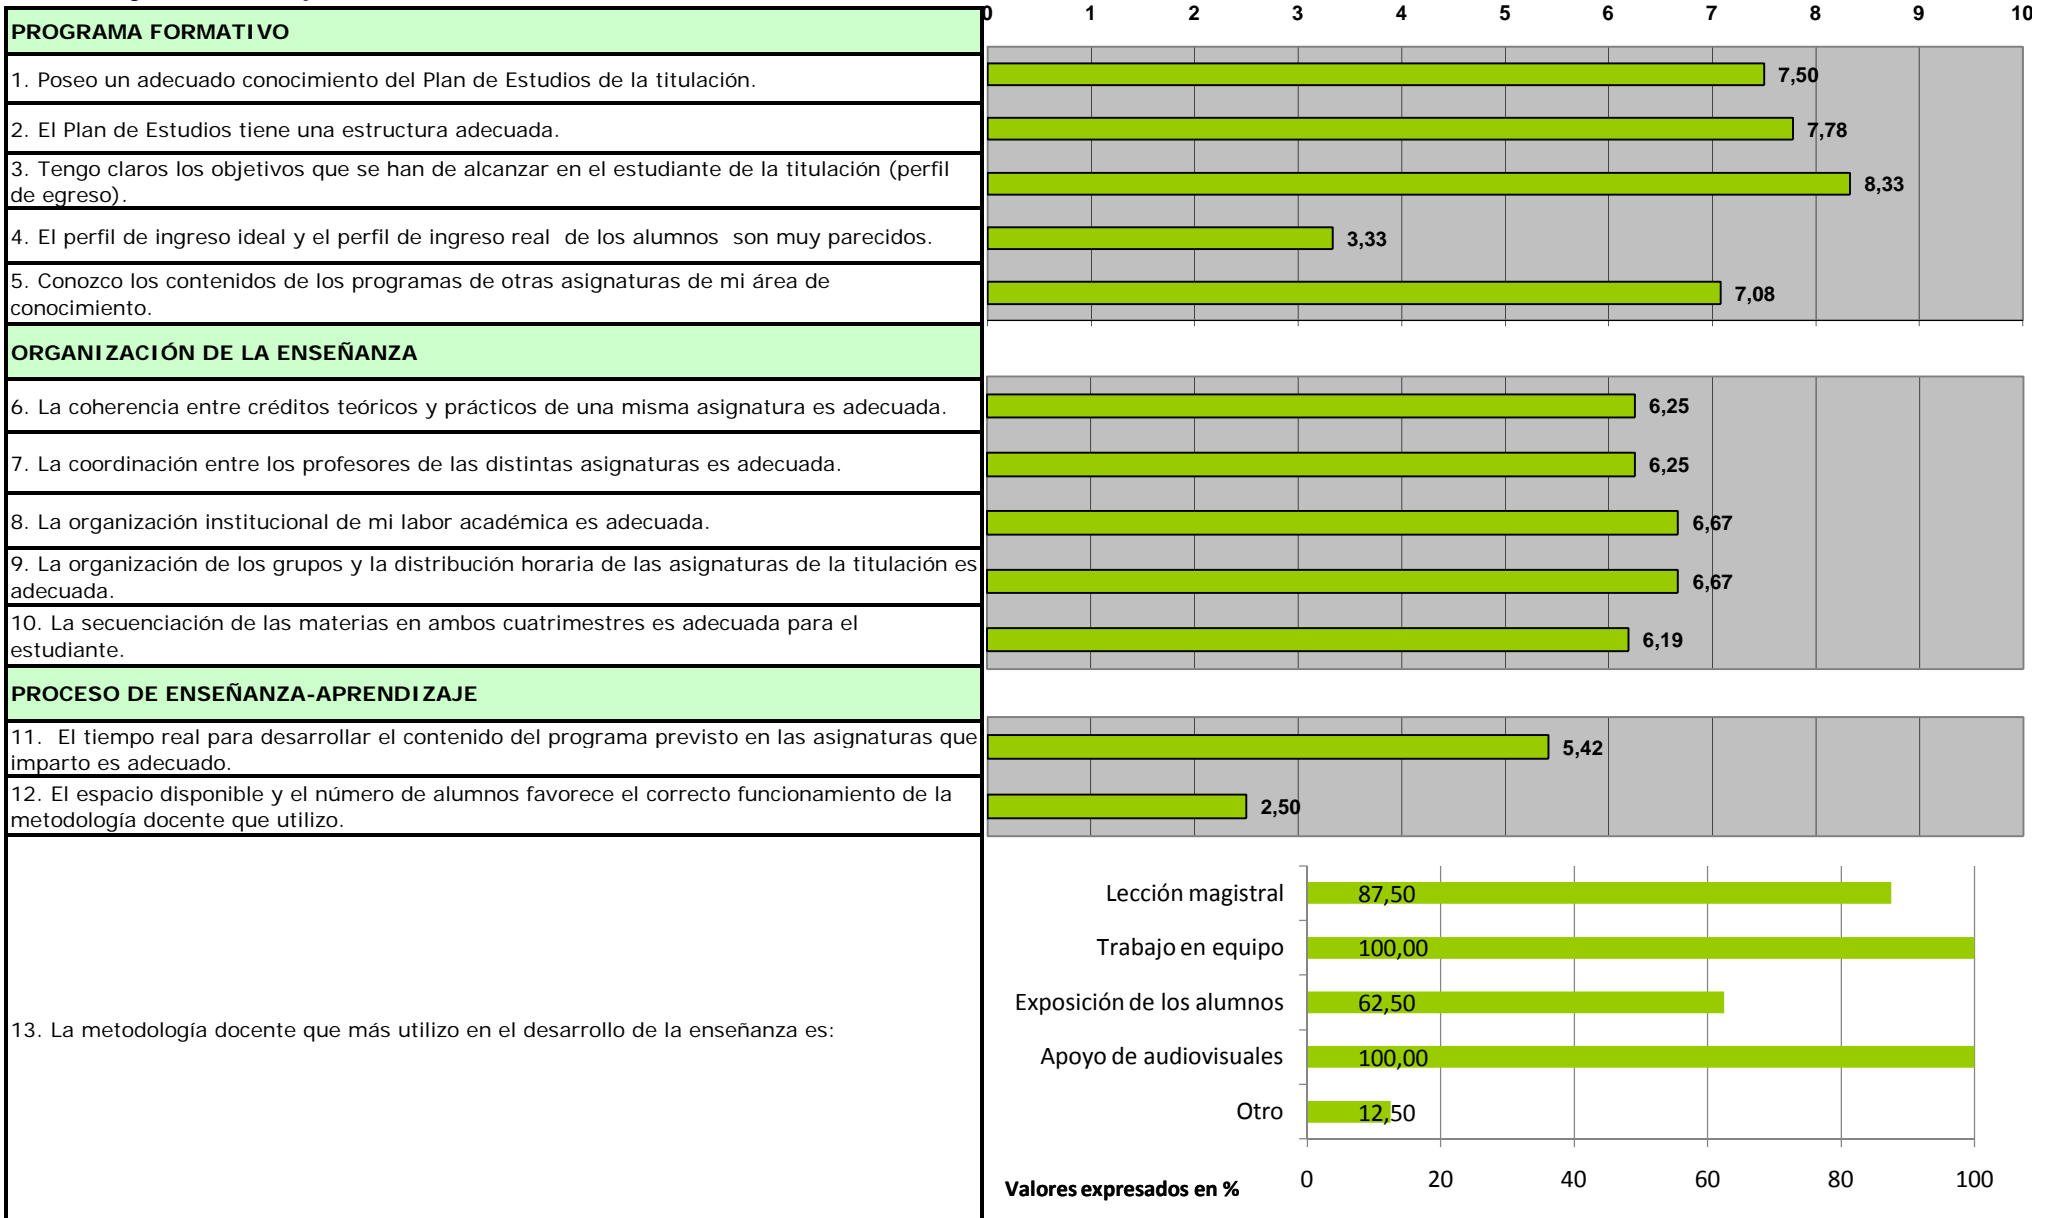 0 1 2 3 4 5 6 7 8 9 10
PROGRAMA FORMATIVO
1. Poseo un adecuado conocimiento del Plan de Estudios de la titulación.
7,50
2. El Plan de Estudios tiene una estructura adecuada.
7,78
3. Tengo claros los objetivos que se han de alcanzar en el estudiante de la titulación (perfil
de egreso).
8,33
4. El perfil de ingreso ideal y el perfil de ingreso real de los alumnos son muy parecidos.
3,33
5. Conozco los contenidos de los programas de otras asignaturas de mi área de
conocimiento.
7,08
ORGANIZACIÓN DE LA ENSEÑANZA
6. La coherencia entre créditos teóricos y prácticos de una misma asignatura es adecuada.
6,25
7. La coordinación entre los profesores de las distintas asignaturas es adecuada.
6,25
8. La organización institucional de mi labor académica es adecuada.
6,67
9. La organización de los grupos y la distribución horaria de las asignaturas de la titulación es
adecuada.
6,67
10. La secuenciación de las materias en ambos cuatrimestres es adecuada para el
estudiante.
6,19
PROCESO DE ENSEÑANZA-APRENDIZAJE
11. El tiempo real para desarrollar el contenido del programa previsto en las asignaturas que
imparto es adecuado.
5,42
12. El espacio disponible y el número de alumnos favorece el correcto funcionamiento de la
metodología docente que utilizo.
2,50
13. La metodología docente que más utilizo en el desarrollo de la enseñanza es:
Lección magistral 87,50
Trabajo en equipo 100,00
Exposición de los alumnos 62,50
Apoyo de audiovisuales 100,00
Otro 12,50
Valores expresados en % 0 20 40 60 80 100